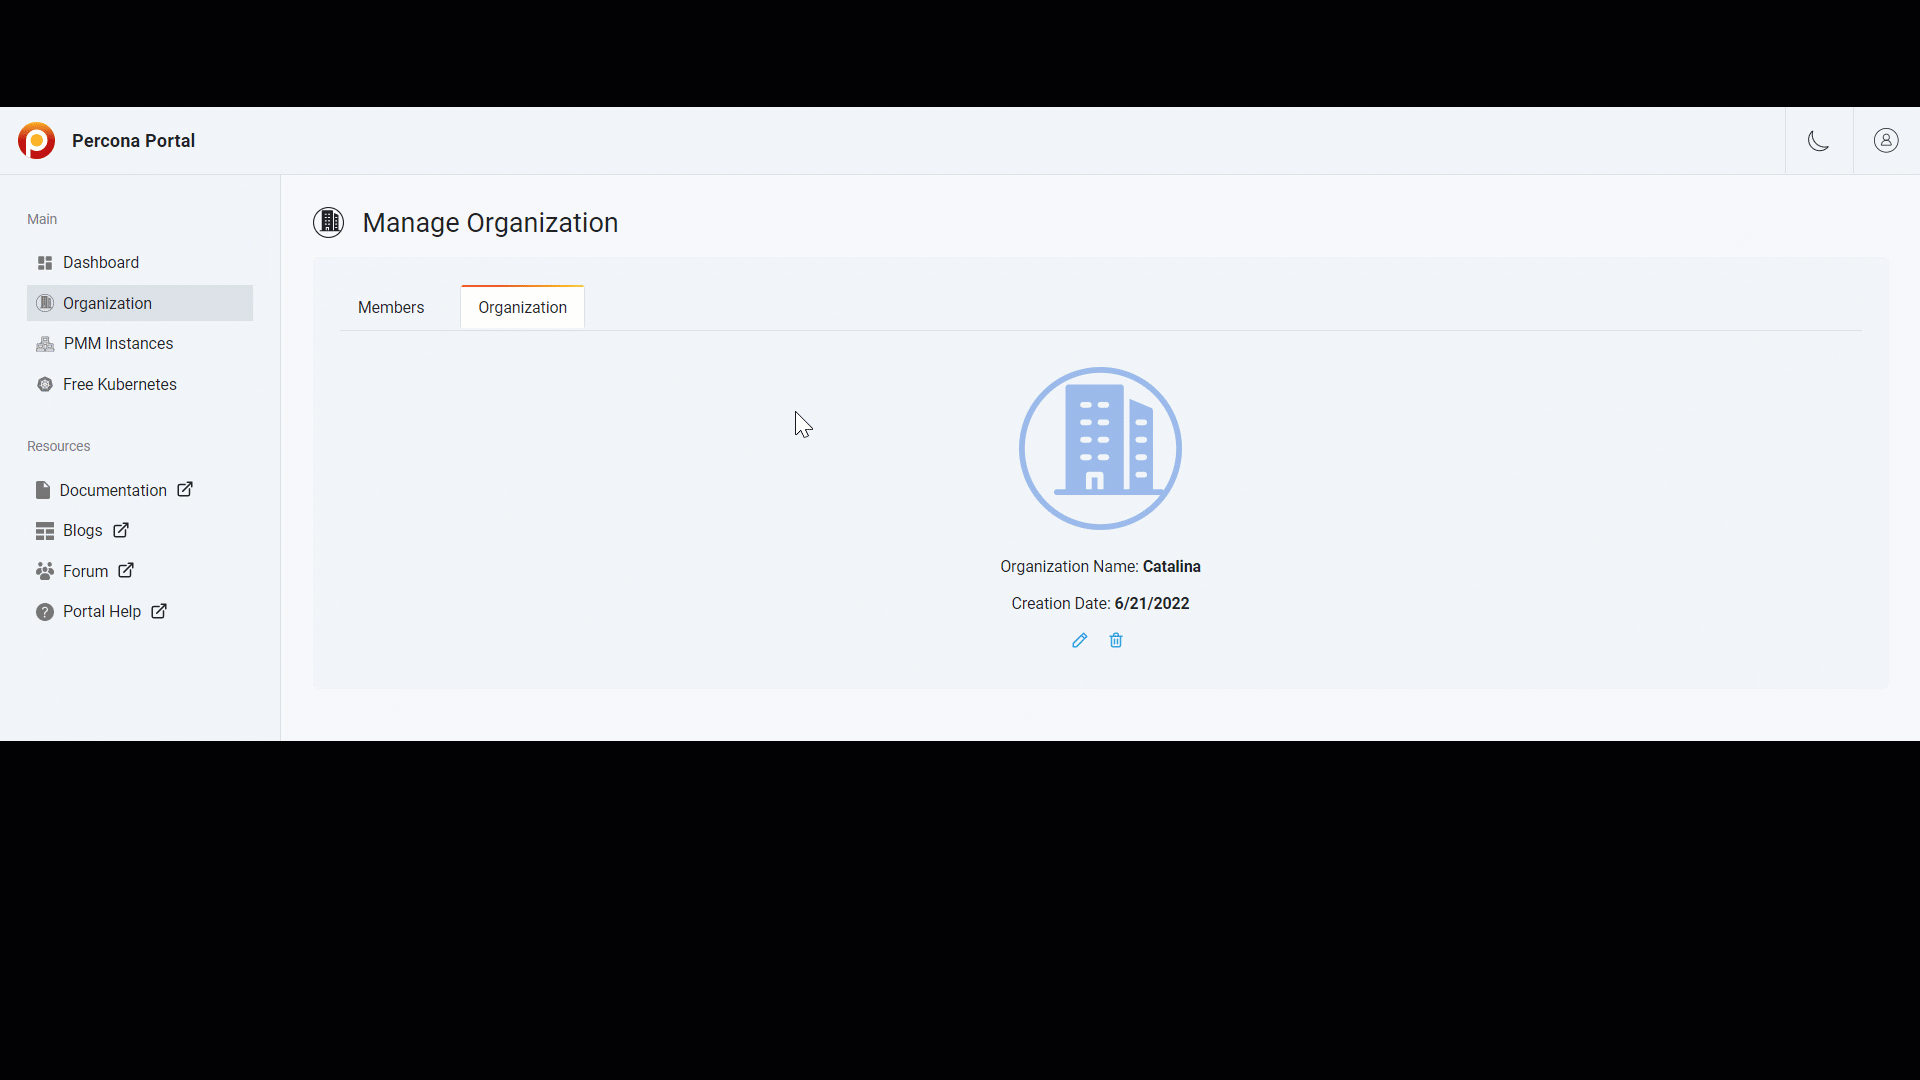 Percona Portal
Main
Dashboard
Organization
PMM Instances
Free Kubernetes
Resources
Documentation
Blogs
Forum
Portal Help
Manage Organization
Members
Organization
Organization Name: Catalina
Creation Date: 6/21/2022